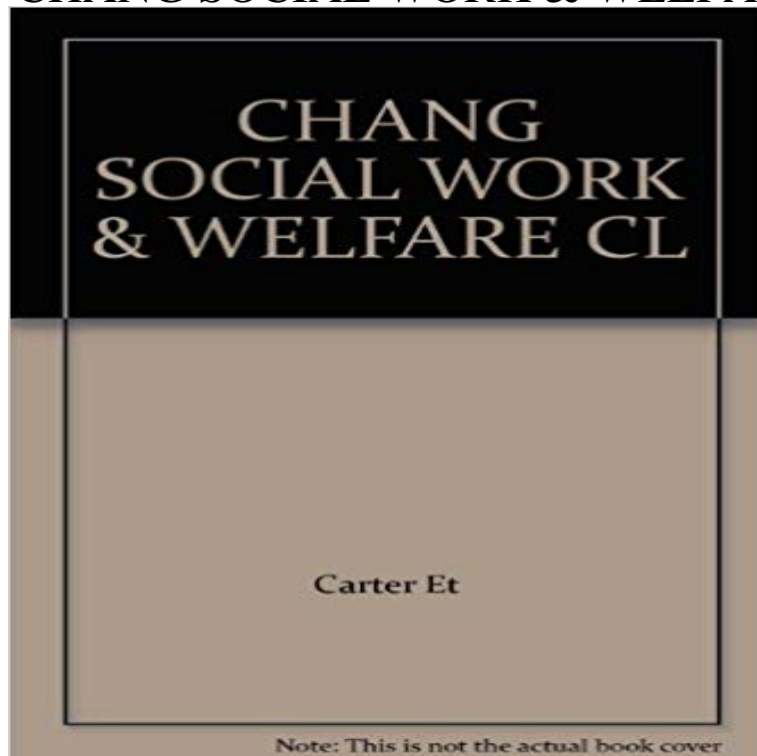 CHANG
SOCIAL WORK
& WELFARE CL
Carter Et
Note: This is not the actual book cover